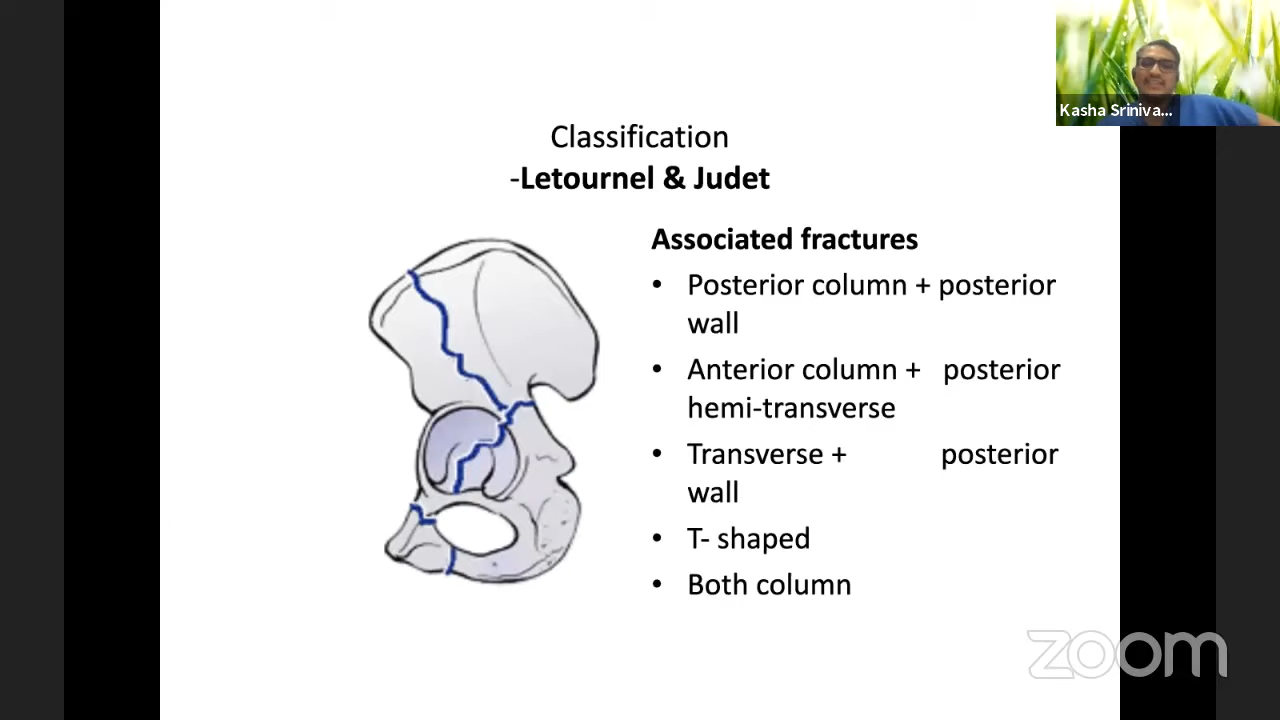 Kasha Sriniva...
Classification
-Letournel & Judet
Associated fractures
• Posterior column + posterior
wall
• Anterior column + posterior
hemi-transverse
• Transverse + posterior
wall
• T- shaped
• Both column
zoom